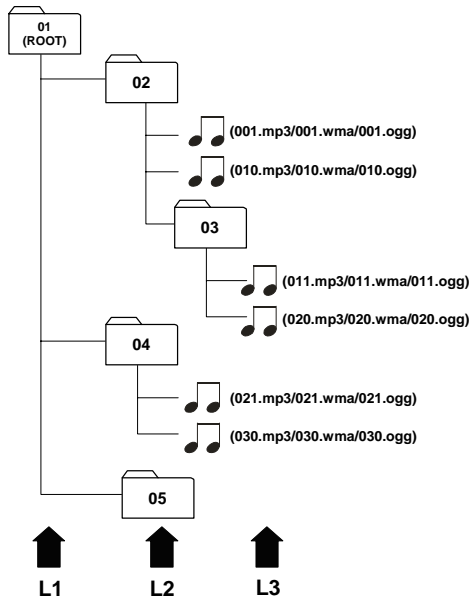 01
(ROOT)
02
(001.mp3/001.wma/001.ogg)
(010.mp3/010.wma/010.ogg)
03
(011.mp3/011.wma/011.ogg)
(020.mp3/020.wma/020.ogg)
04
(021.mp3/021.wma/021.ogg)
(030.mp3/030.wma/030.ogg)
05
L1 L2 L3